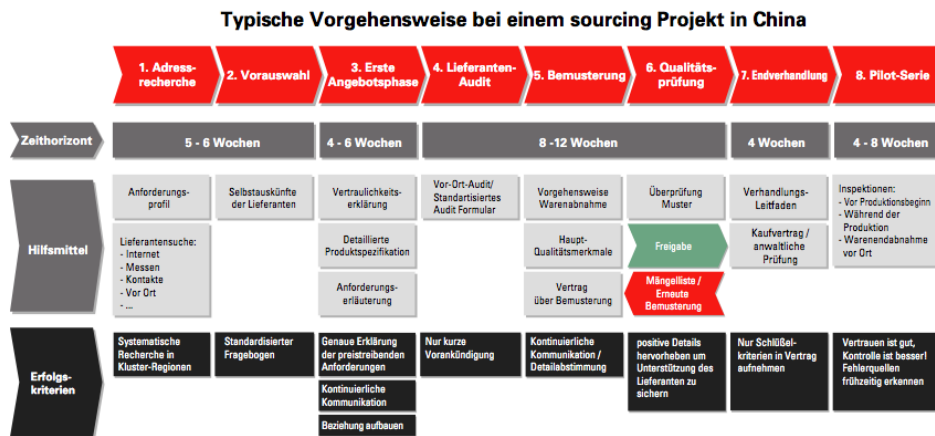 Typische Vorgehensweise bei einem sourcing Projekt in China
1. Adress-
recherche
2. Vorauswahl
3. Erste
Angebotsphase
4. Lieferanten-
Audit
5. Bemusterung
6. Qualitäts-
prüfung
7. Endverhandlung
8. Pilot-Serie
Zeithorizont
5 - 6 Wochen
4 - 6 Wochen
8 -12 Wochen
4 Wochen
4 - 8 Wochen
Hilfsmittel
Anforderungs-
profil
Lieferantensuche:
- Internet
- Messen
- Kontakte
- Vor Ort
- ...
Selbstauskünfte
der Lieferanten
Vertraulichkeits-
erklärung
Detaillierte
Produktspezifikation
Anforderungs-
erläuterung
Vor-Ort-Audit/
Standartisiertes
Audit Formular
Vorgehensweise
Warenabnahme
Haupt-
Qualitätsmerkmale
Vertrag
über Bemusterung
Überprüfung
Muster
Freigabe
Mängelliste /
Erneute
Bemusterung
Verhandlungs-
Leitfaden
Kaufvertrag /
anwaltliche
Prüfung
Inspektionen:
- Vor Produktionsbeginn
- Während der
Produktion
- Warenendabnahme
vor Ort
Erfolgs-
kriterien
Systematische
Recherche in
Kluster-Regionen
Standardisierter
Fragebogen
Genaue Erklärung
der preistreibenden
Anforderungen
Kontinuierliche
Kommunikation
Beziehung aufbauen
Nur kurze
Vorankündigung
Kontinuierliche
Kommunikation /
Detailabstimmung
positive Details
hervorheben um
Unterstützung des
Lieferanten zu
sichern
Nur Schlüßel-
kriterien in Vertrag
aufnehmen
Vertrauen ist gut,
Kontrolle ist besser!
Fehlerquellen
frühzeitig erkennen